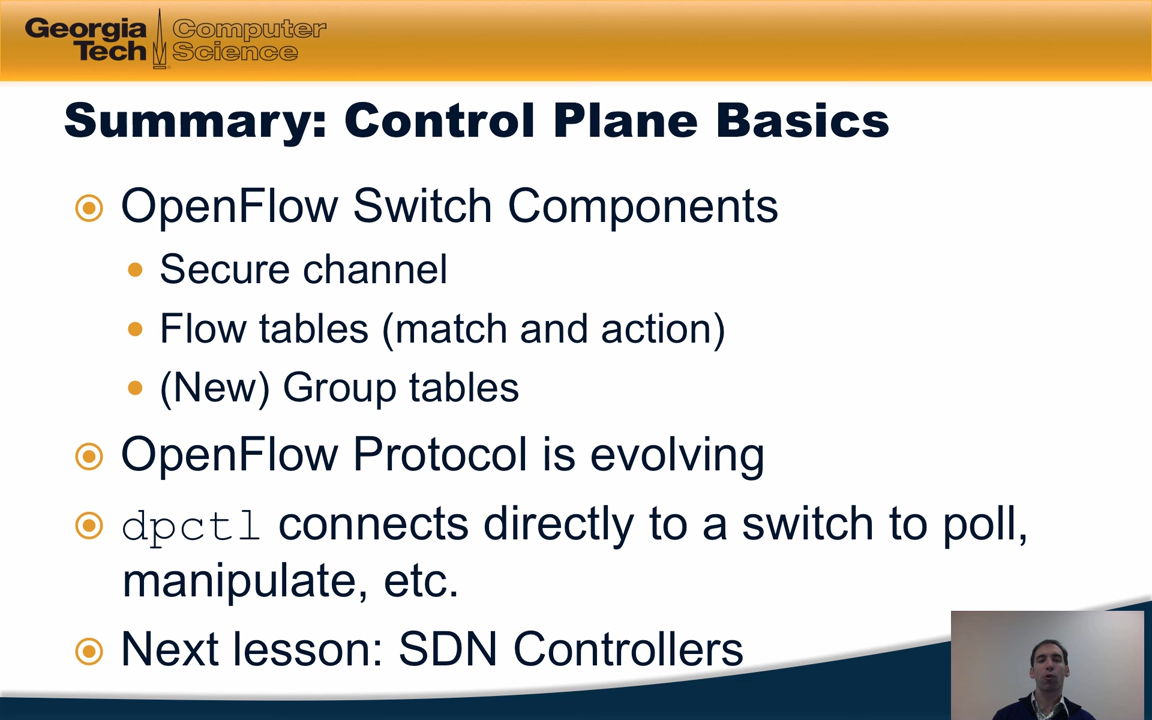 Georgia Computer
Tech Science
Summary: Control Plane Basics
OpenFlow Switch Components
Secure channel
Flow tables (match and action)
(New) Group tables
OpenFlow Protocol is evolving
dpctl connects directly to a switch to poll,
manipulate, etc.
Next lesson: SDN Controllers